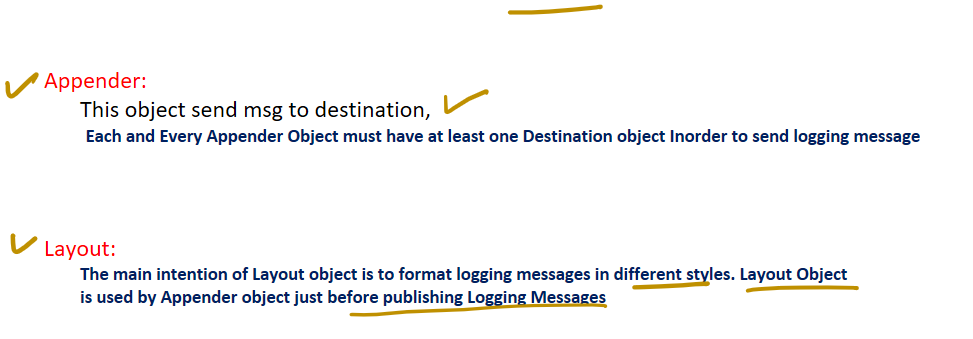 Appender:
This object send msg to destination,
Each and Every Appender Object must have at least one Destination object Inorder to send logging message
Layout:
The main intention of Layout object is to format logging messages in different styles. Layout Object
is used by Appender object just before publishing Logging Messages